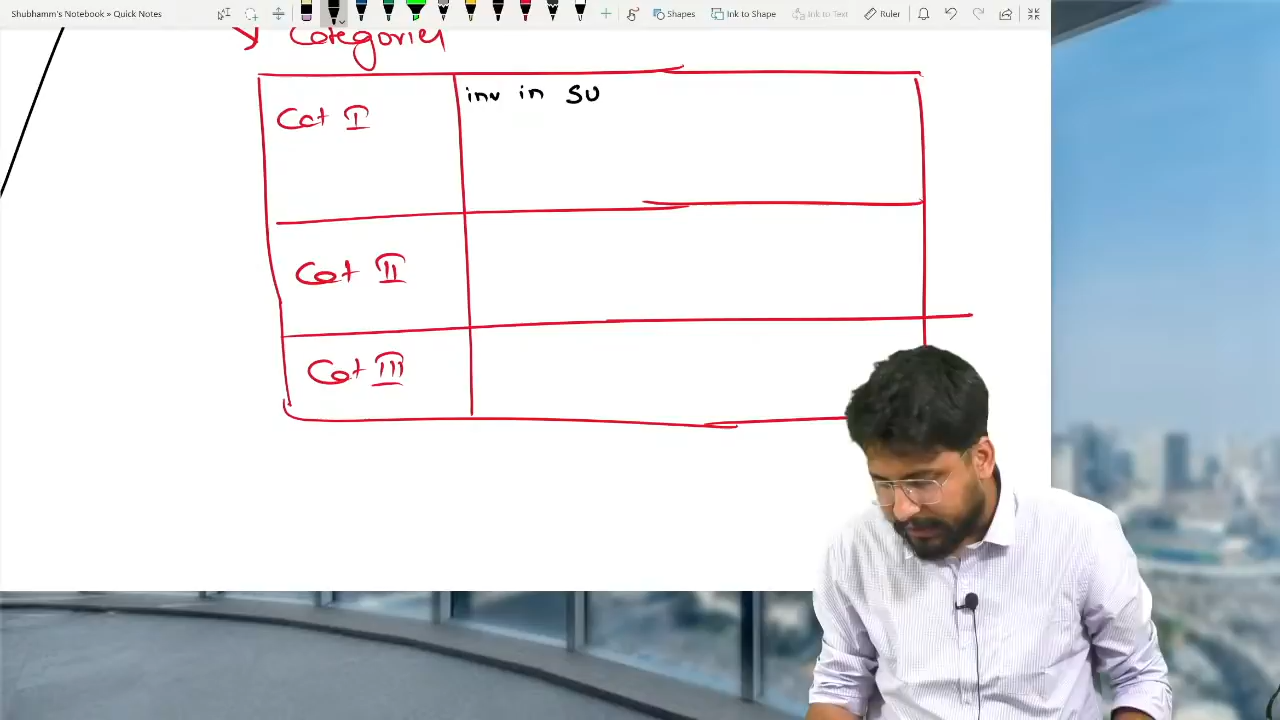 Shubhamm's Notebook » Quick Notes
Shapes
Ink to Shape
Ink to Text
Ruler
Categories
Cat I
inv in SU
Cat II
Cat III